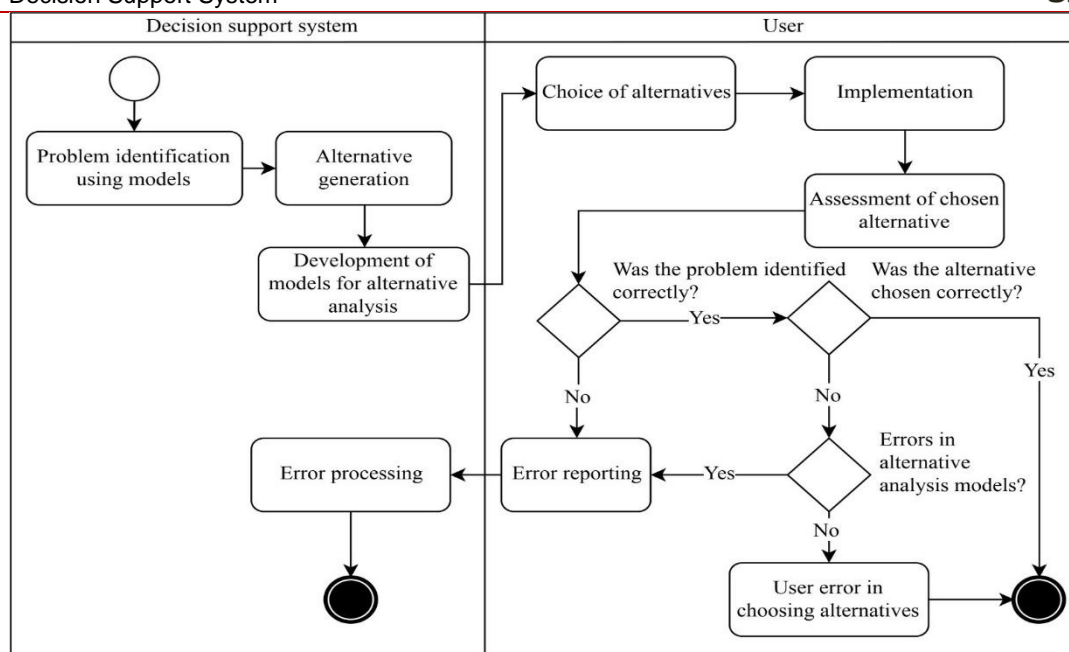 Decision Support System
Decision support system
User
Problem identification
using models
Alternative
generation
Development of
models for alternative
analysis
Choice of alternatives
Implementation
Assessment of chosen
alternative
Was the problem identified
correctly?
Was the alternative
chosen correctly?
Yes
Yes
No
No
Errors in
alternative
analysis models?
Error processing
Error reporting
Yes
No
User error in
choosing alternatives